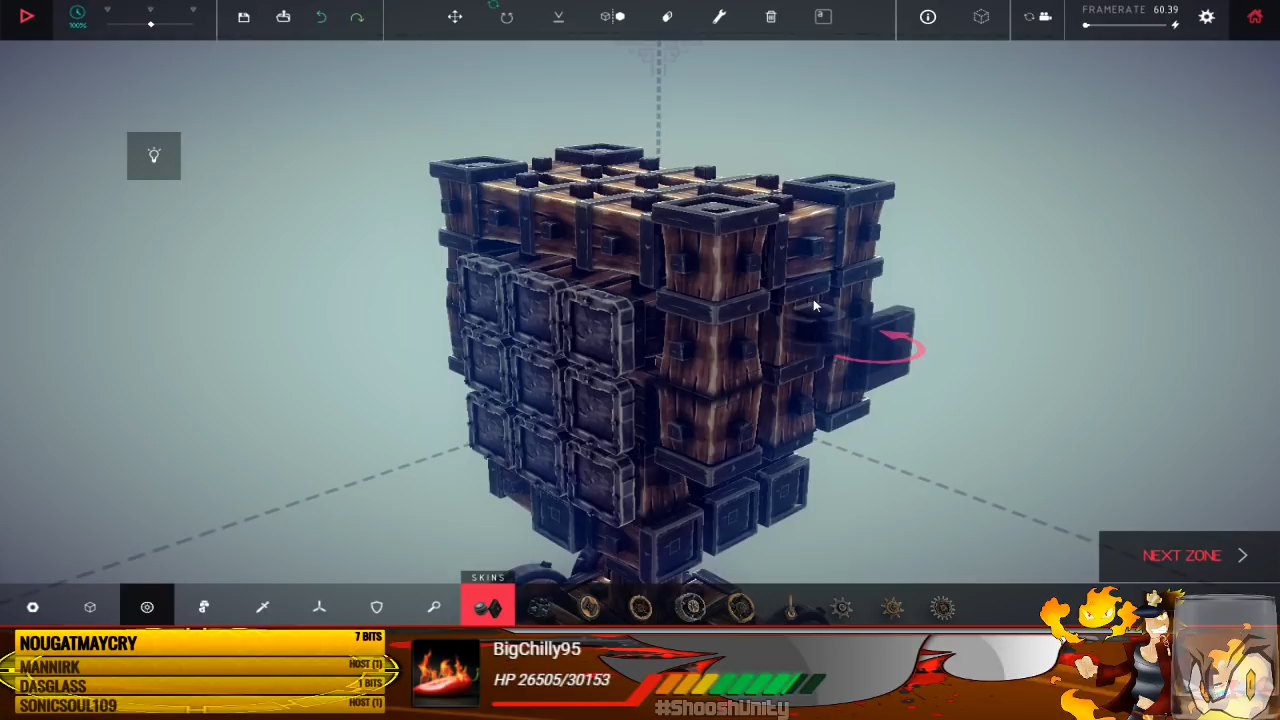 100%
FRAMERATE 60.39
NEXT ZONE
SKINS
NOUGATMAYCRY 7 BITS
MANNIRK HOST (1)
DASGLASS 1 BITS
SONICSOUL109 HOST (1)
BigChilly95
HP 26505/30153
#ShooshUnity